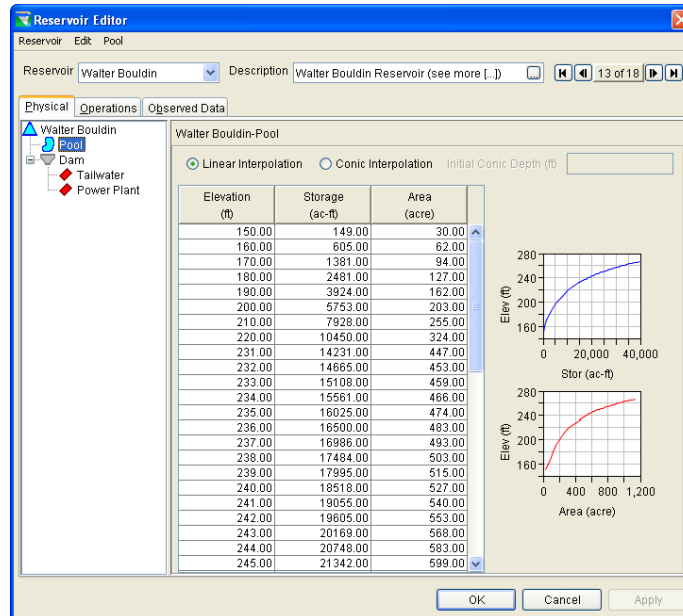 Reservoir Editor
Reservoir Edit Pool
Reservoir Walter Bouldin Description Walter Bouldin Reservoir (see more [...]) ... 13 of 18
Physical Operations Observed Data
Walter Bouldin
Pool
Dam
Tailwater
Power Plant
Walter Bouldin-Pool
Linear Interpolation Conic Interpolation Initial Conic Depth (ft)
Elevation Storage Area
(ft) (ac-ft) (acre)
150.00 149.00 30.00
160.00 605.00 62.00
170.00 1381.00 94.00
180.00 2481.00 127.00
190.00 3924.00 162.00
200.00 5753.00 203.00
210.00 7928.00 255.00
220.00 10450.00 324.00
231.00 14231.00 447.00
232.00 14665.00 453.00
233.00 15108.00 459.00
234.00 15561.00 466.00
235.00 16025.00 474.00
236.00 16500.00 483.00
237.00 16986.00 493.00
238.00 17484.00 503.00
239.00 17995.00 515.00
240.00 18518.00 527.00
241.00 19055.00 540.00
242.00 19605.00 553.00
243.00 20169.00 568.00
244.00 20748.00 583.00
245.00 21342.00 599.00
280
240
200
160
Elev (ft)
0 20,000 40,000
Stor (ac-ft)
280
240
200
160
Elev (ft)
0 400 800 1,200
Area (acre)
OK Cancel Apply